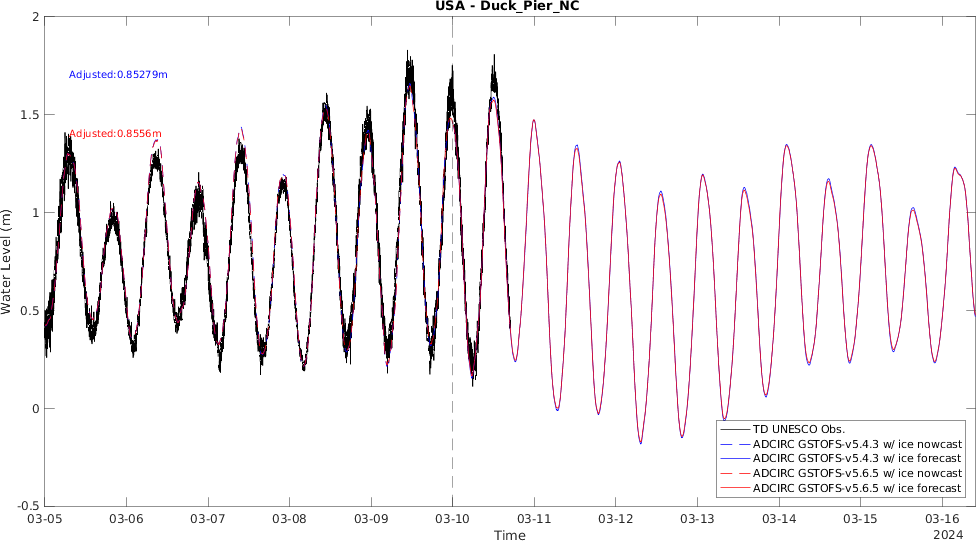 USA - Duck_Pier_NC
2
1.5
1
0.5
0
-0.5
Water Level (m)
Adjusted:0.85279m
Adjusted:0.8556m
TD UNESCO Obs.
ADCIRC GSTOFS-v5.4.3 w/ ice nowcast
ADCIRC GSTOFS-v5.4.3 w/ ice forecast
ADCIRC GSTOFS-v5.6.5 w/ ice nowcast
ADCIRC GSTOFS-v5.6.5 w/ ice forecast
03-05 03-06 03-07 03-08 03-09 03-10 03-11 03-12 03-13 03-14 03-15 03-16
Time
2024